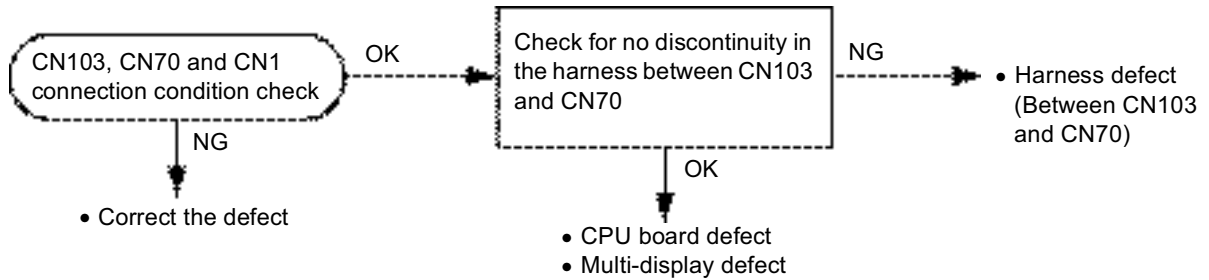 CN103, CN70 and CN1
connection condition check
OK
NG
• Correct the defect
Check for no discontinuity in
the harness between CN103
and CN70
NG
• Harness defect
(Between CN103
and CN70)
OK
• CPU board defect
• Multi-display defect